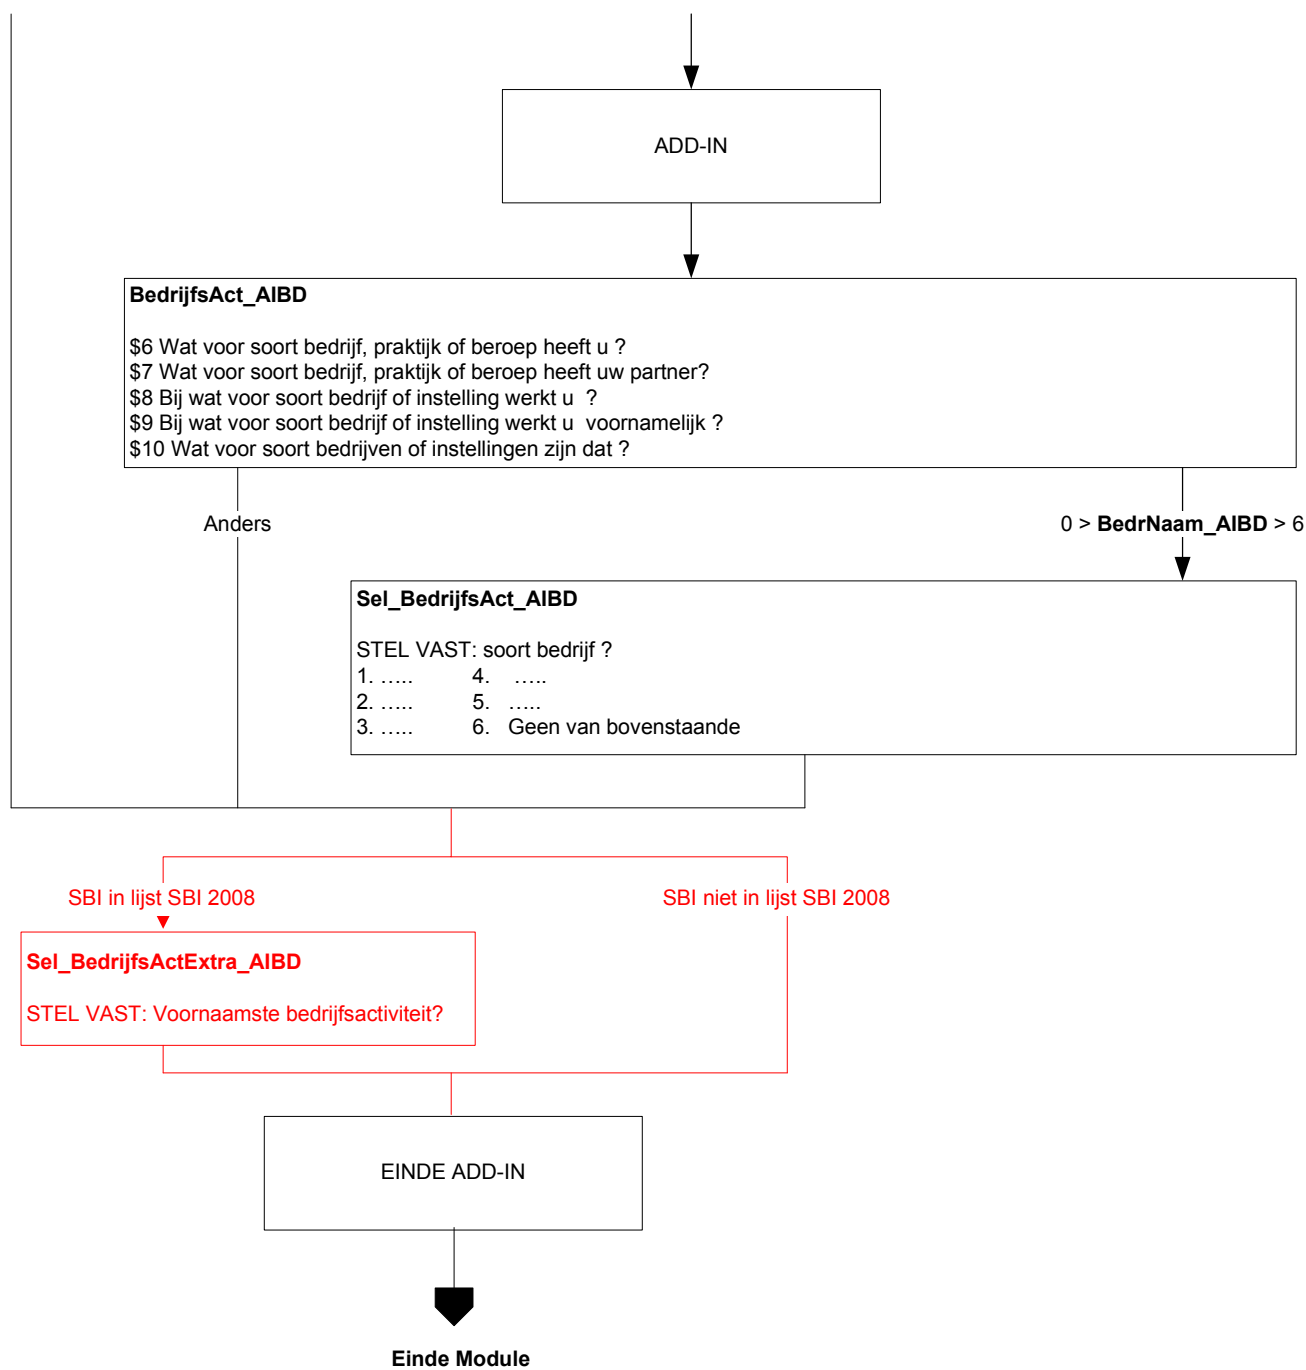 ADD-IN
BedrijfsAct_AIBD
$6 Wat voor soort bedrijf, praktijk of beroep heeft u ?
$7 Wat voor soort bedrijf, praktijk of beroep heeft uw partner?
$8 Bij wat voor soort bedrijf of instelling werkt u  ?
$9 Bij wat voor soort bedrijf of instelling werkt u  voornamelijk ?
$10 Wat voor soort bedrijven of instellingen zijn dat ?
Anders
0 > BedrNaam_AIBD > 6
Sel_BedrijfsAct_AIBD
STEL VAST: soort bedrijf ?
1. ….. 4. …..
2. ….. 5. …..
3. ….. 6. Geen van bovenstaande
SBI in lijst SBI 2008
SBI niet in lijst SBI 2008
Sel_BedrijfsActExtra_AIBD
STEL VAST: Voornaamste bedrijfsactiviteit?
EINDE ADD-IN
Einde Module